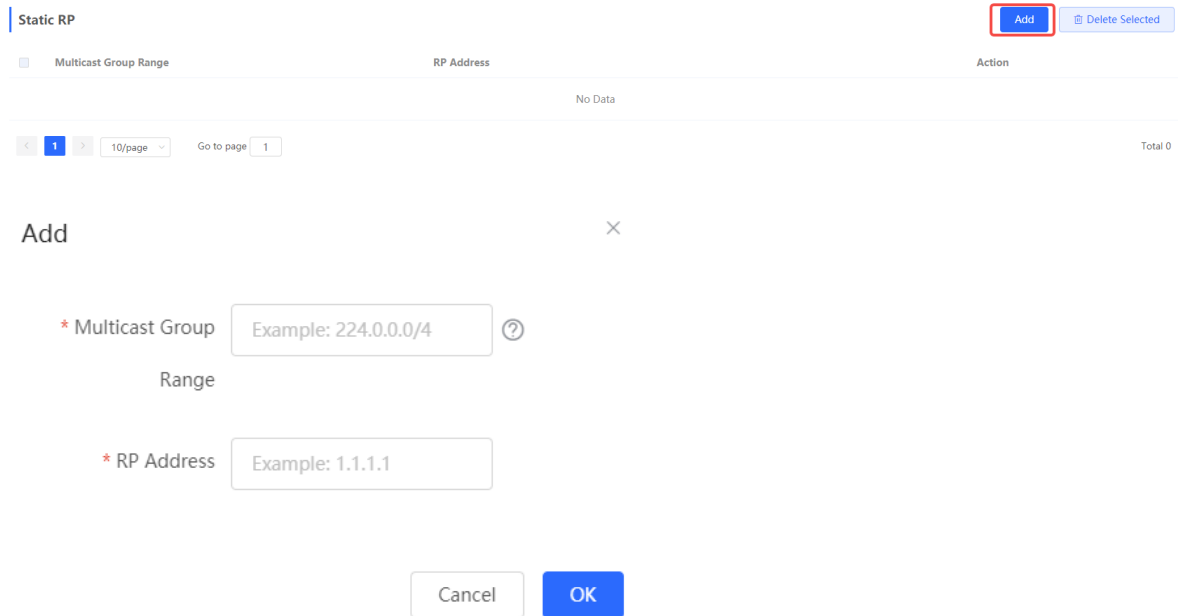 Static RP
Add
Delete Selected
Multicast Group Range
RP Address
Action
No Data
1
10/page
Go to page
1
Total 0
Add
* Multicast Group
Range
Example: 224.0.0.0/4
* RP Address
Example: 1.1.1.1
Cancel
OK